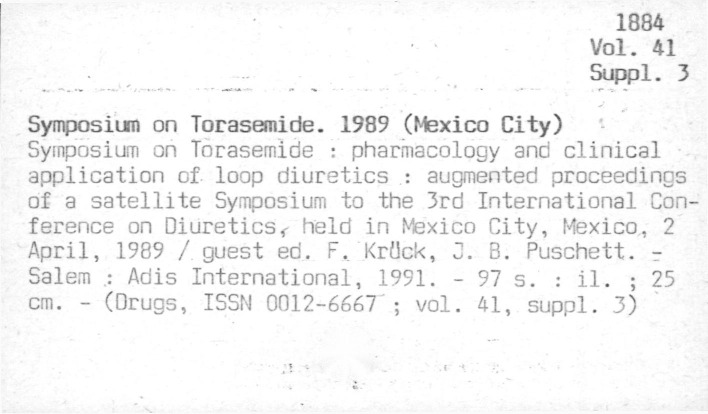 1884
Vol. 41
Suppl. 3
Symposium on Torasemide. 1989 (Mexico City)
Symposium on Torasemide : pharmacology and clinical
application of loop diuretics : augmented proceedings
of a satellite Symposium to the 3rd International Con-
ference on Diuretics, held in Mexico City, Mexico, 2
April, 1989 / guest ed. F. Krück, J. B. Puschett. -
Salem : Adis International, 1991. - 97 s. : il. ; 25
cm. - (Drugs, ISSN 0012-6667 ; vol. 41, suppl. 3)